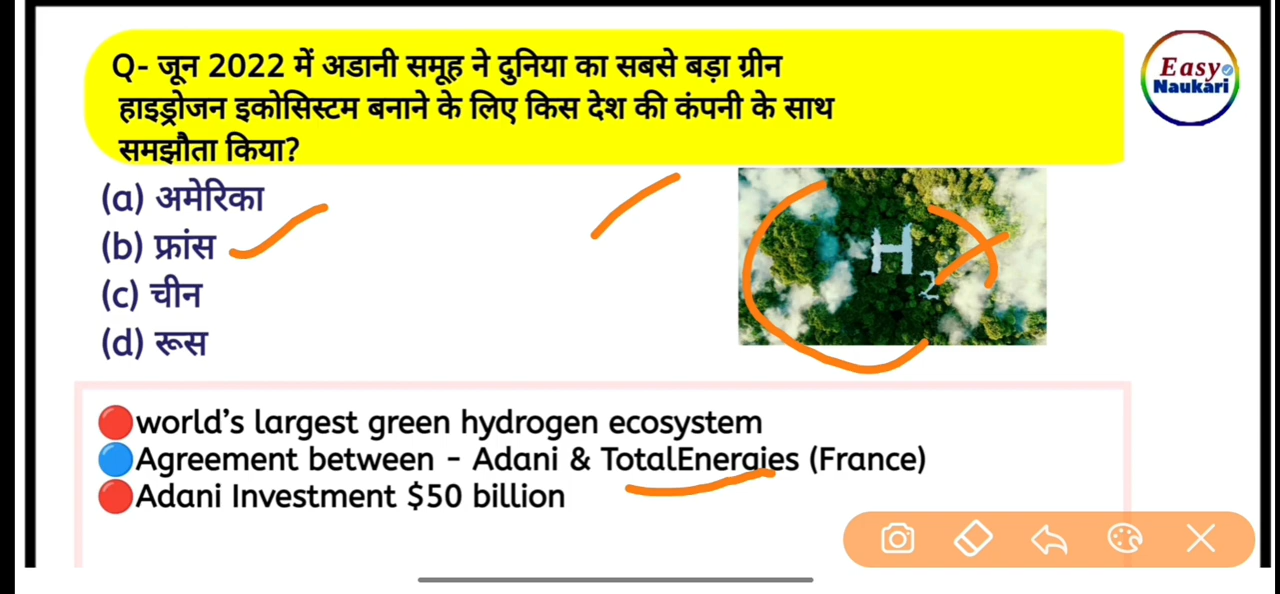 Q- जून 2022 में अडानी समूह ने दुनिया का सबसे बड़ा ग्रीन
हाइड्रोजन इकोसिस्टम बनाने के लिए किस देश की कंपनी के साथ
समझौता किया?
Easy
Naukari
(a) अमेरिका
(b) फ्रांस
(c) चीन
(d) रूस
H2
world's largest green hydrogen ecosystem
Agreement between - Adani & TotalEnergies (France)
Adani Investment $50 billion